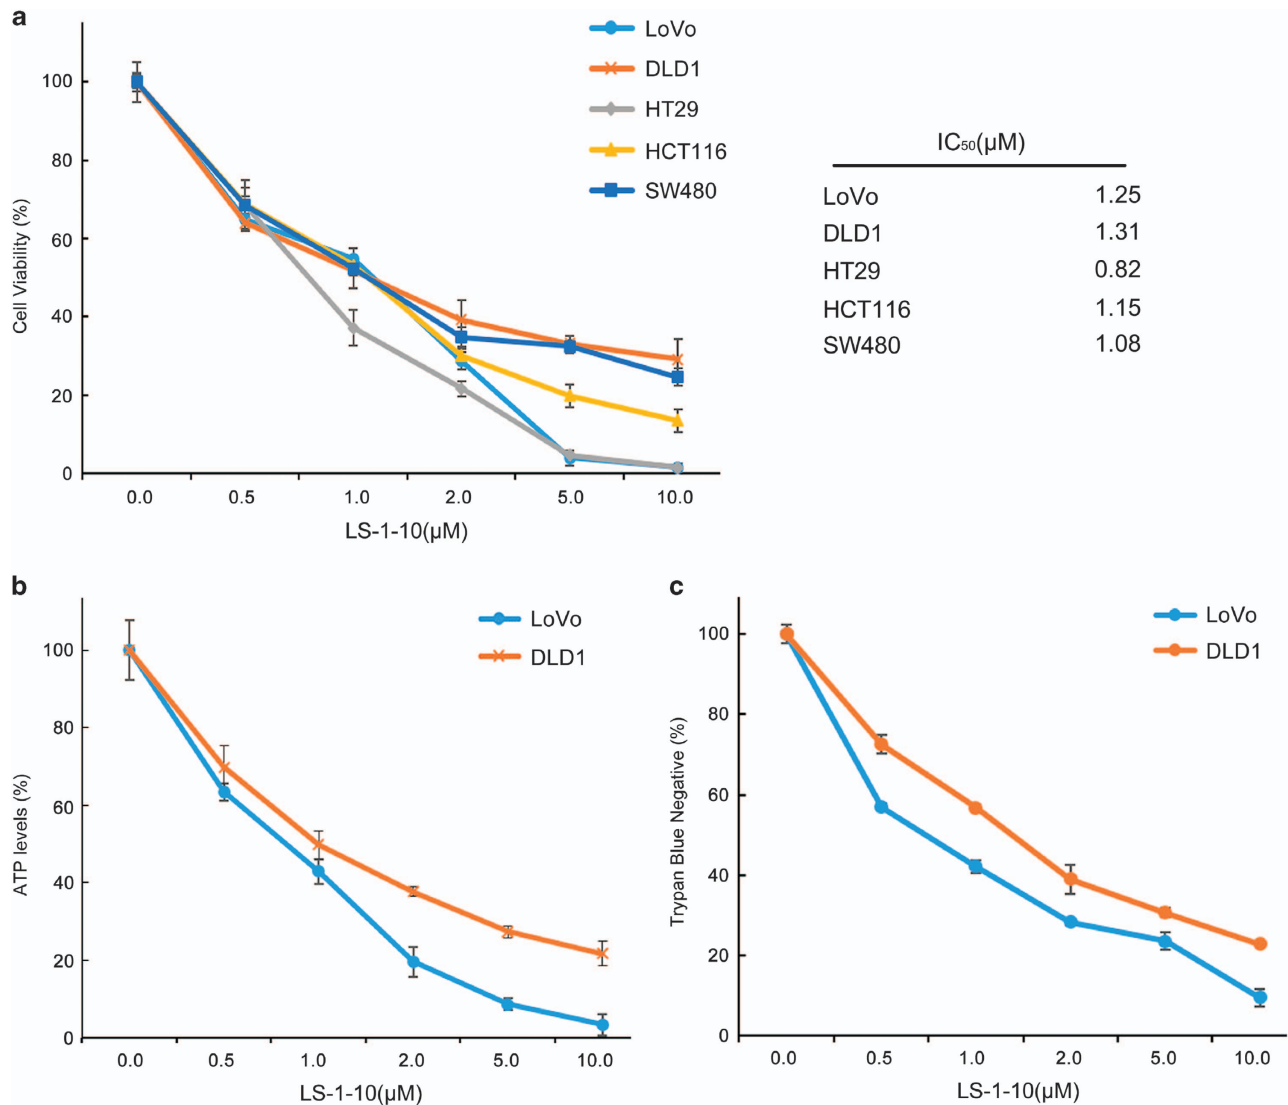 a
Cell Viability (%)
100
80
60
40
20
0
0.0 0.5 1.0 2.0 5.0 10.0
LS-1-10(µM)
LoVo
DLD1
HT29
HCT116
SW480
IC₅₀(µM)
LoVo 1.25
DLD1 1.31
HT29 0.82
HCT116 1.15
SW480 1.08
b
ATP levels (%)
100
80
60
40
20
0
0.0 0.5 1.0 2.0 5.0 10.0
LS-1-10(µM)
LoVo
DLD1
c
Trypan Blue Negative (%)
100
80
60
40
20
0
0.0 0.5 1.0 2.0 5.0 10.0
LS-1-10(µM)
LoVo
DLD1